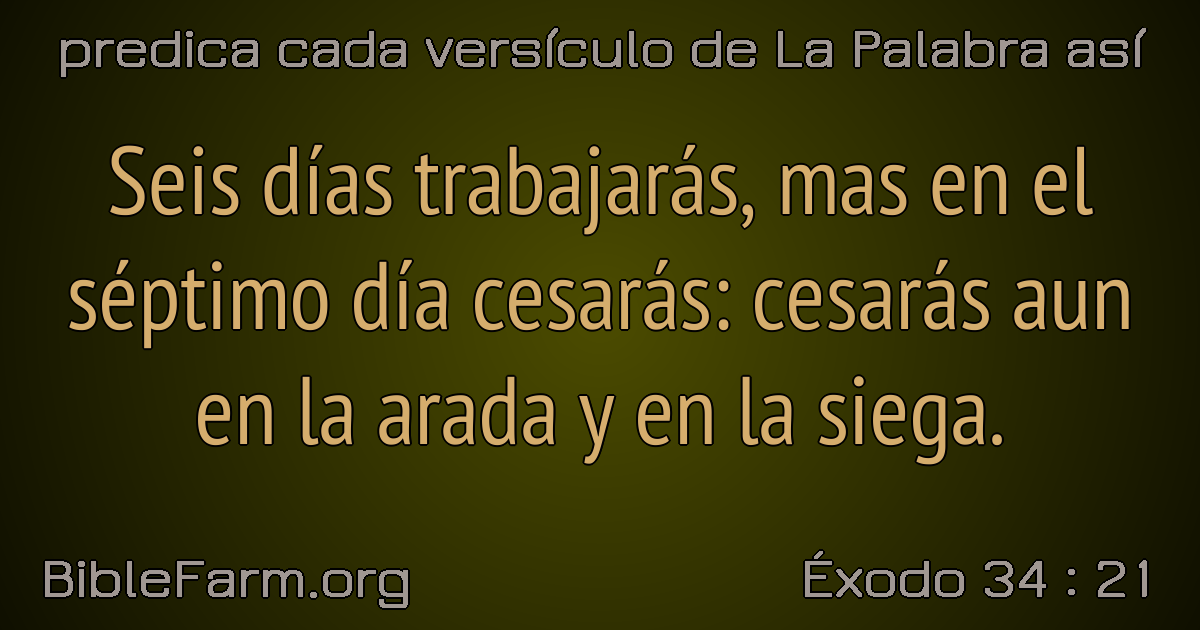 predica cada versículo de La Palabra así
Seis días trabajarás, mas en el
séptimo día cesarás: cesarás aun
en la arada y en la siega.
BibleFarm.org
Éxodo 34 : 21